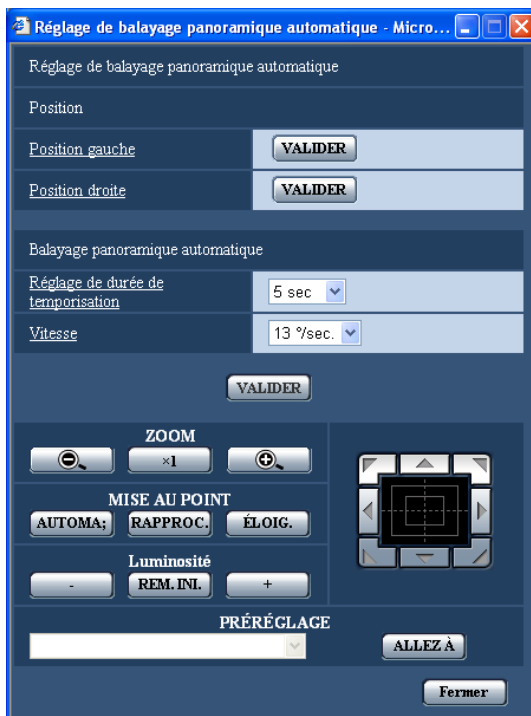 Réglage de balayage panoramique automatique - Micro...
Réglage de balayage panoramique automatique
Position
Position gauche VALIDER
Position droite VALIDER
Balayage panoramique automatique
Réglage de durée de
temporisation 5 sec
Vitesse 13 °/sec.
VALIDER
ZOOM
×1
MISE AU POINT
AUTOMA; RAPPROC. ÉLOIG.
Luminosité
- REM. INI. +
PRÉRÉGLAGE
ALLEZ À
Fermer